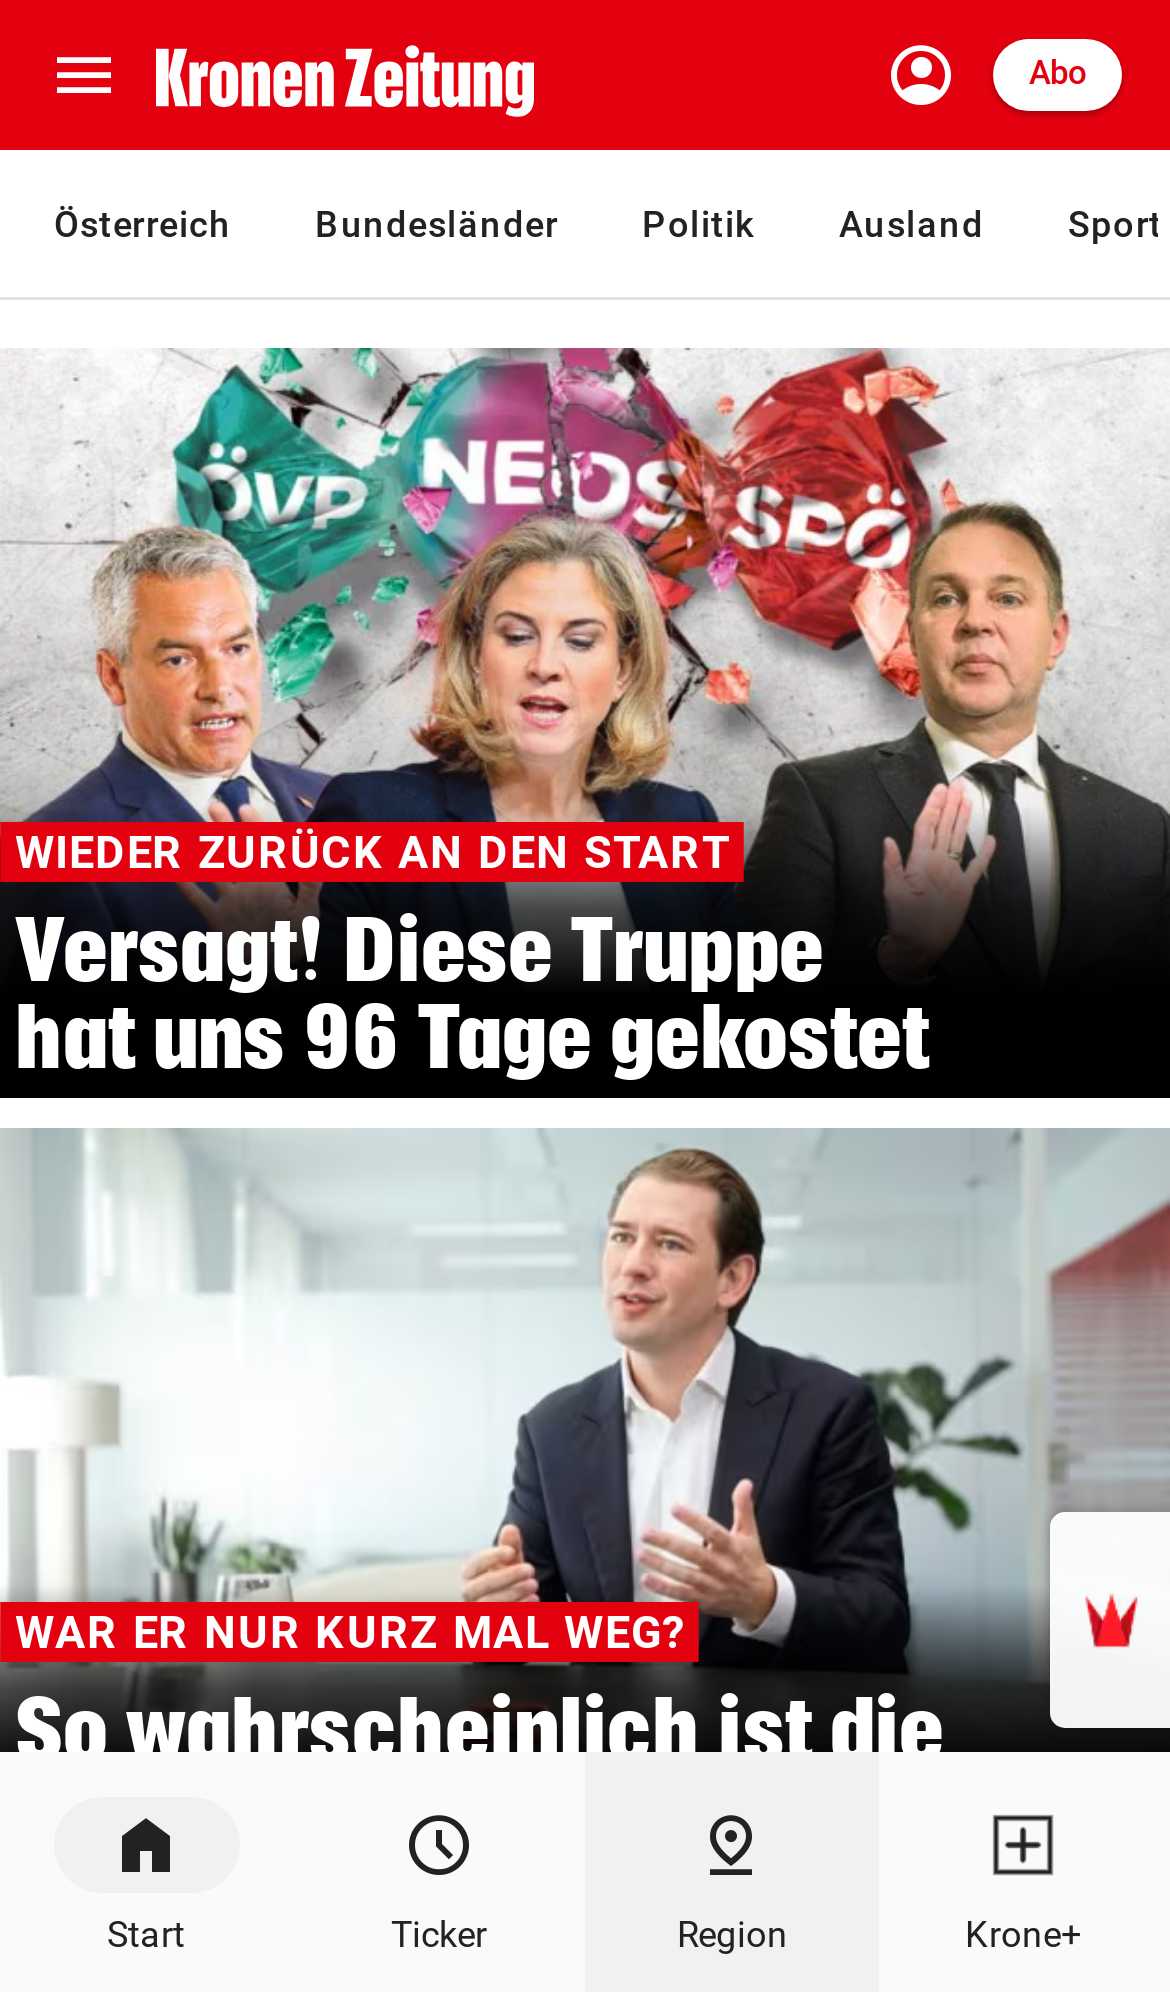 Kronen Zeitung
Abo
Österreich Bundesländer Politik Ausland Sport
ÖVP NEOS SPÖ
WIEDER ZURÜCK AN DEN START
Versagt! Diese Truppe
hat uns 96 Tage gekostet
WAR ER NUR KURZ MAL WEG?
So wahrscheinlich ist die
Start Ticker Region Krone+